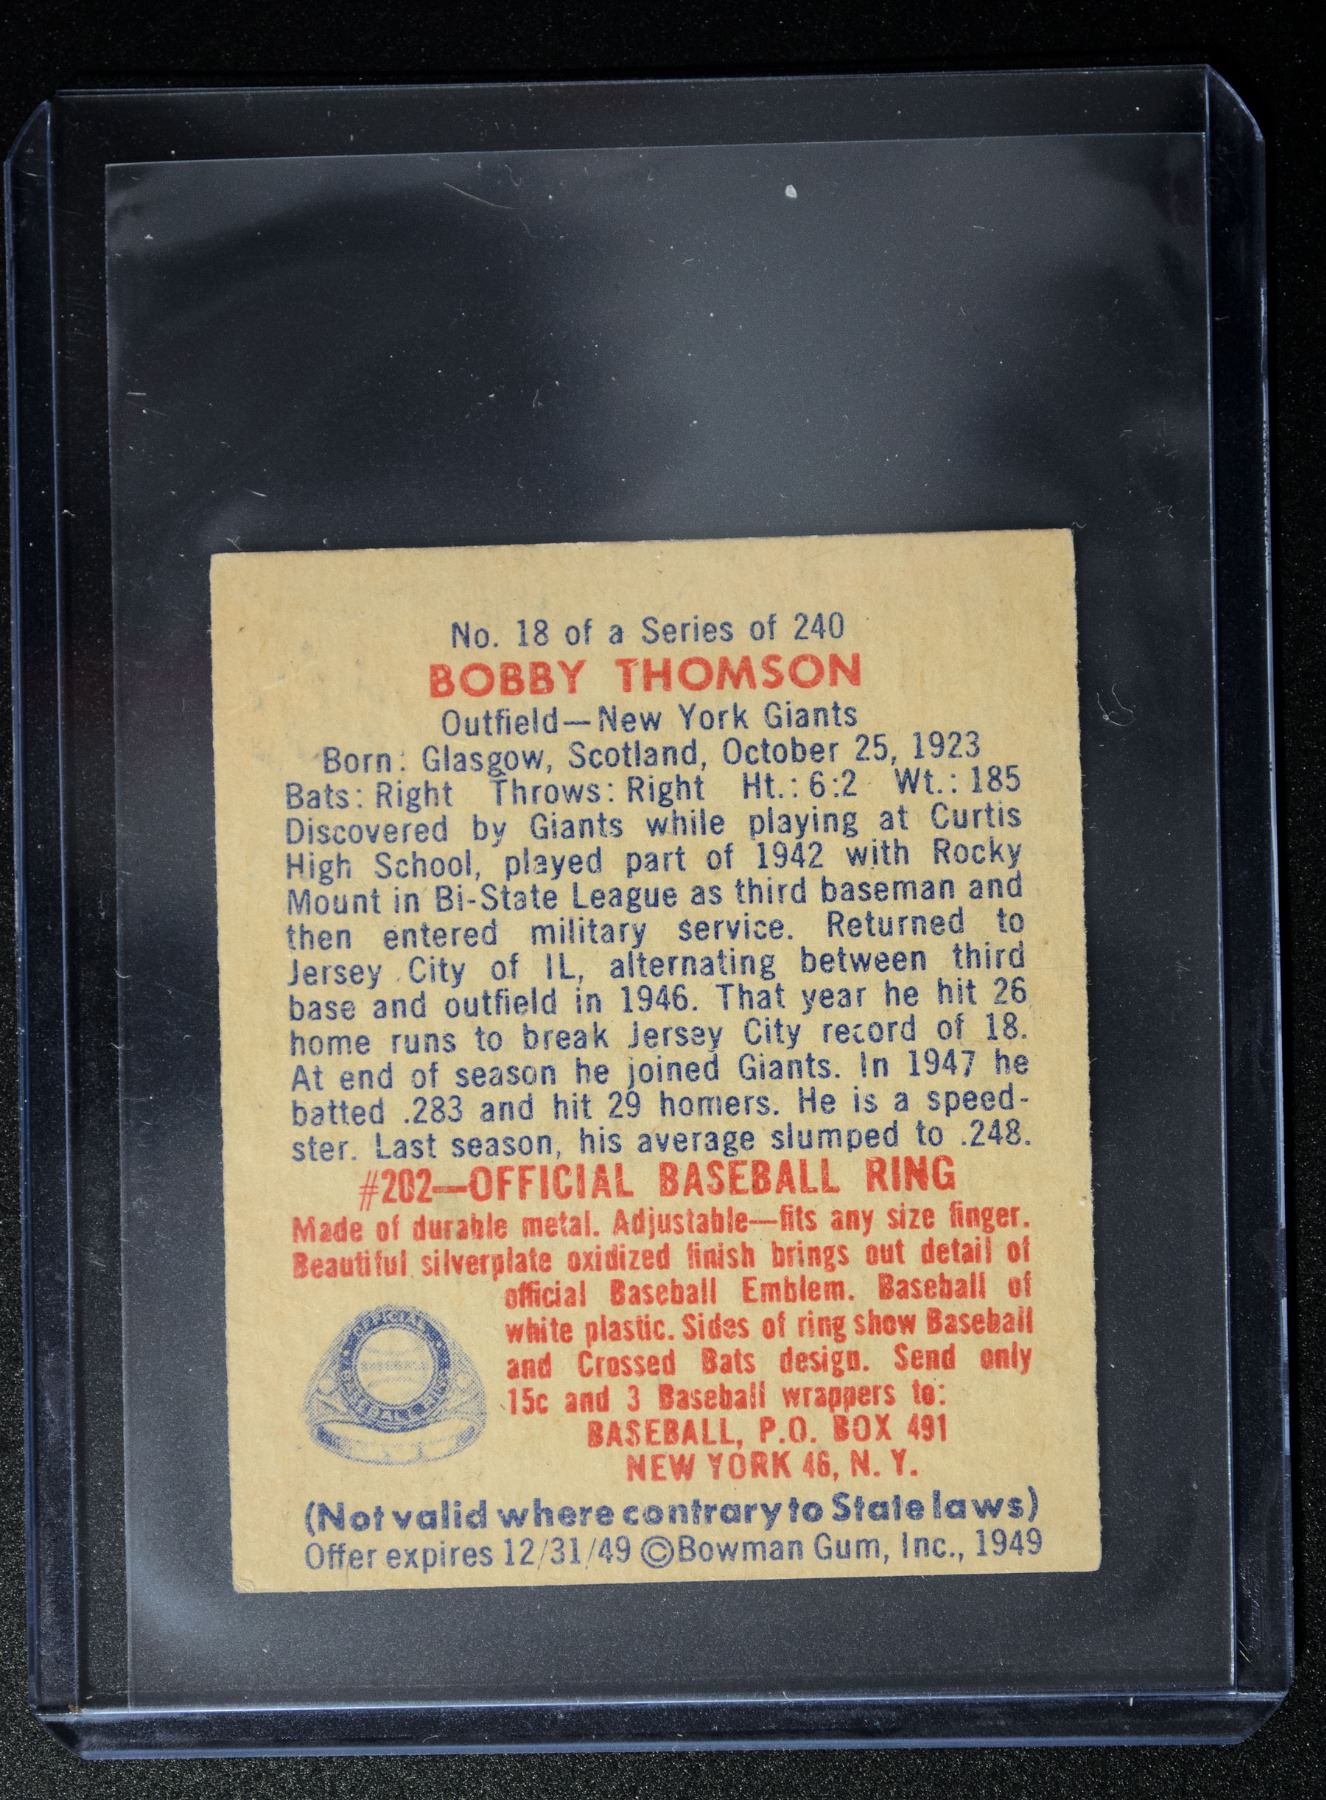 No. 18 of a Series of 240
BOBBY THOMSON
Outfield—New York Giants
Born: Glasgow, Scotland, October 25, 1923
Bats: Right Throws: Right Ht.: 6:2 Wt.: 185
Discovered by Giants while playing at Curtis
High School, played part of 1942 with Rocky
Mount in Bi-State League as third baseman and
then entered military service. Returned to
Jersey City of IL, alternating between third
base and outfield in 1946. That year he hit 26
home runs to break Jersey City record of 18.
At end of season he joined Giants. In 1947 he
batted .283 and hit 29 homers. He is a speed-
ster. Last season, his average slumped to .248.
#202—OFFICIAL BASEBALL RING
Made of durable metal. Adjustable—fits any size finger.
Beautiful silverplate oxidized finish brings out detail of
official Baseball Emblem. Baseball of
white plastic. Sides of ring show Baseball
and Crossed Bats design. Send only
15c and 3 Baseball wrappers to:
BASEBALL, P.O. BOX 491
NEW YORK 46, N. Y.
OFFICIAL
BASEBALL
BASEBALL RING
(Not valid where contrary to State laws)
Offer expires 12/31/49 ©Bowman Gum, Inc., 1949